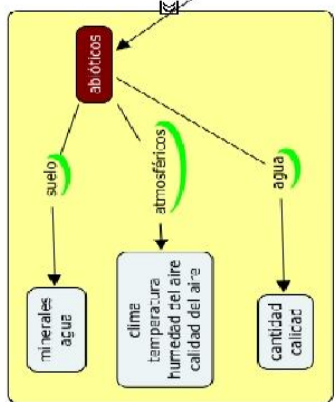 abióticos
suelo
atmosféricos
agua
minerales
agua
clima
temperatura
humedad del aire
calidad del aire
cantidad
calidad